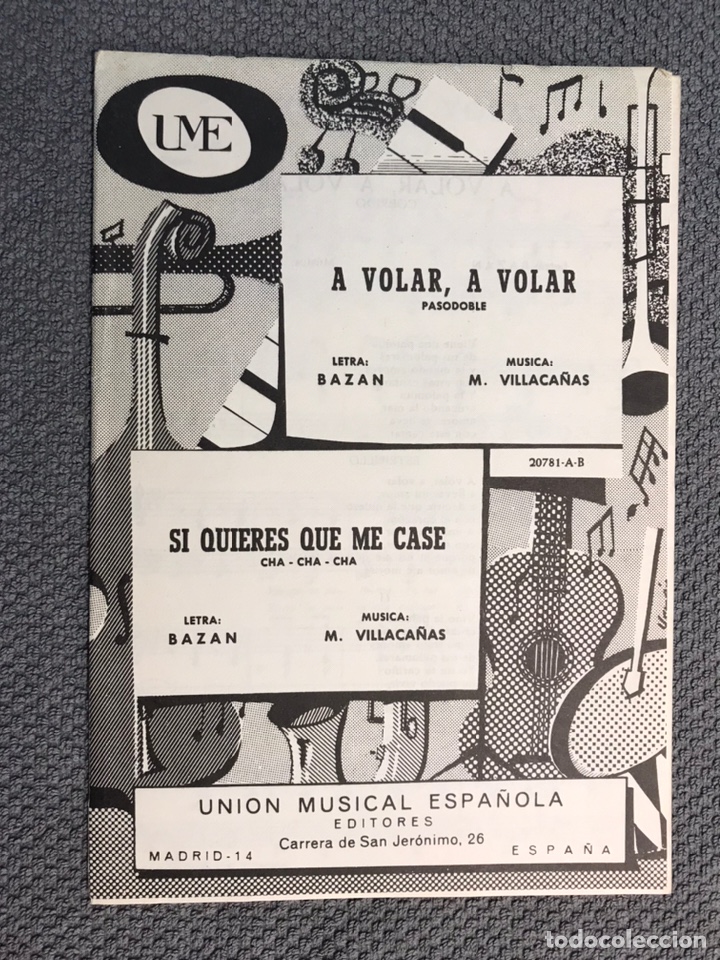 UME
A VOLAR, A VOLAR
PASODOBLE
LETRA:
BAZAN
MUSICA:
M. VILLACAÑAS
20781-A-B
SI QUIERES QUE ME CASE
CHA - CHA - CHA
LETRA:
BAZAN
MUSICA:
M. VILLACAÑAS
UNION MUSICAL ESPAÑOLA
EDITORES
Carrera de San Jerónimo, 26
MADRID-14
ESPAÑA
todocoleccion